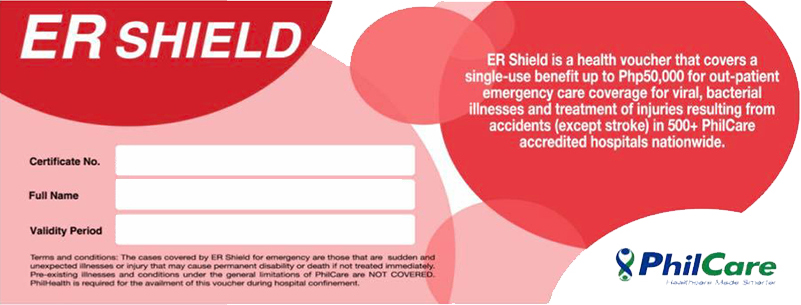 ER SHIELD
ER Shield is a health voucher that covers a
single-use benefit up to Php50,000 for out-patient
emergency care coverage for viral, bacterial
illnesses and treatment of injuries resulting from
accidents (except stroke) in 500+ PhilCare
accredited hospitals nationwide.
Certificate No.
Full Name
Validity Period
Terms and conditions: The cases covered by ER Shield for emergency are those that are sudden and
unexpected illnesses or injury that may cause permanent disability or death if not treated immediately.
Pre-existing illnesses and conditions under the general limitations of PhilCare are NOT COVERED.
PhilHealth is required for the availment of this voucher during hospital confinement.
PhilCare
Healthcare Made Smarter